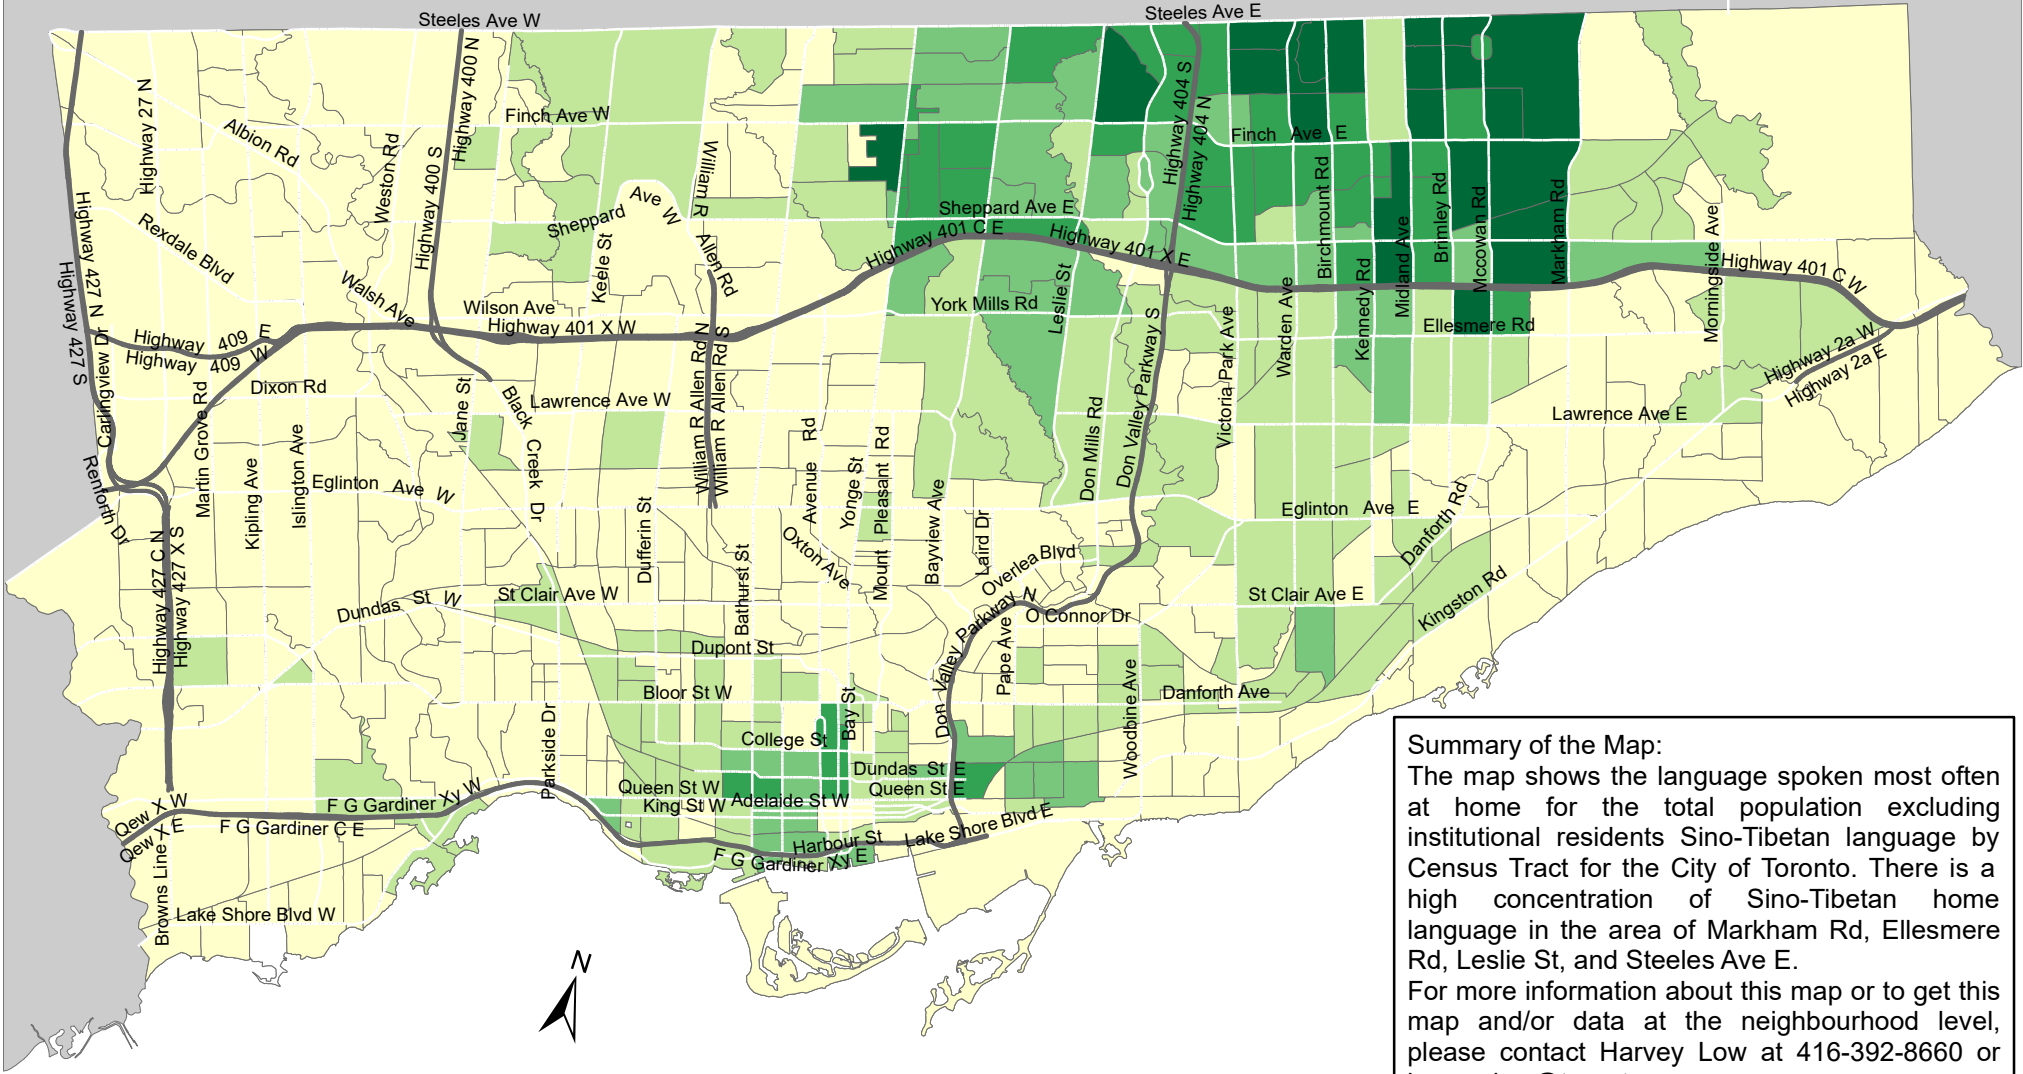 Steeles Ave W
Steeles Ave E
Highway 27 N
Albion Rd
Weston Rd
Highway 400 N
Highway 400 S
Finch Ave W
William R
Allen Rd
Highway 404 S
Highway 404 N
Finch Ave E
Highway 427 N
Highway 427 S
Rexdale Blvd
Sheppard Ave W
Keele St
Sheppard Ave E
Highway 401 C E
Highway 401 X E
Birchmount Rd
Midland Ave
Brimley Rd
Mccowan Rd
Markham Rd
Morningside Ave
Highway 401 C W
Walsh Ave
Wilson Ave
Highway 401 X W
York Mills Rd
Leslie St
Warden Ave
Kennedy Rd
Ellesmere Rd
Highway 409 E
Highway 409 W
Carlingview Dr
Dixon Rd
Martin Grove Rd
Jane St
Black Creek Dr
Lawrence Ave W
William R Allen Rd N
William R Allen Rd S
Don Valley Parkway S
Victoria Park Ave
Don Mills Rd
Lawrence Ave E
Highway 2a W
Highway 2a E
Renforth Dr
Kipling Ave
Islington Ave
Eglinton Ave W
Dufferin St
Avenue Rd
Yonge St
Mount Pleasant Rd
Bayview Ave
Laird Dr
Oxton Ave
Overlea Blvd
Eglinton Ave E
Danforth Rd
Highway 427 C N
Highway 427 X S
Dundas St W
St Clair Ave W
Bathurst St
O Connor Dr
St Clair Ave E
Kingston Rd
Don Valley Parkway N
Pape Ave
Dupont St
Bloor St W
Bay St
Woodbine Ave
Danforth Ave
Parkside Dr
College St
Dundas St E
Queen St W
Queen St E
King St W
Adelaide St W
Qew X W
Qew X E
F G Gardiner Xy W
F G Gardiner C E
Harbour St
Lake Shore Blvd E
F G Gardiner Xy E
Browns Line X E
Lake Shore Blvd W
N
Summary of the Map:
The map shows the language spoken most often
at home for the total population excluding
institutional residents Sino-Tibetan language by
Census Tract for the City of Toronto. There is a
high concentration of Sino-Tibetan home
language in the area of Markham Rd, Ellesmere
Rd, Leslie St, and Steeles Ave E.
For more information about this map or to get this
map and/or data at the neighbourhood level,
please contact Harvey Low at 416-392-8660 or